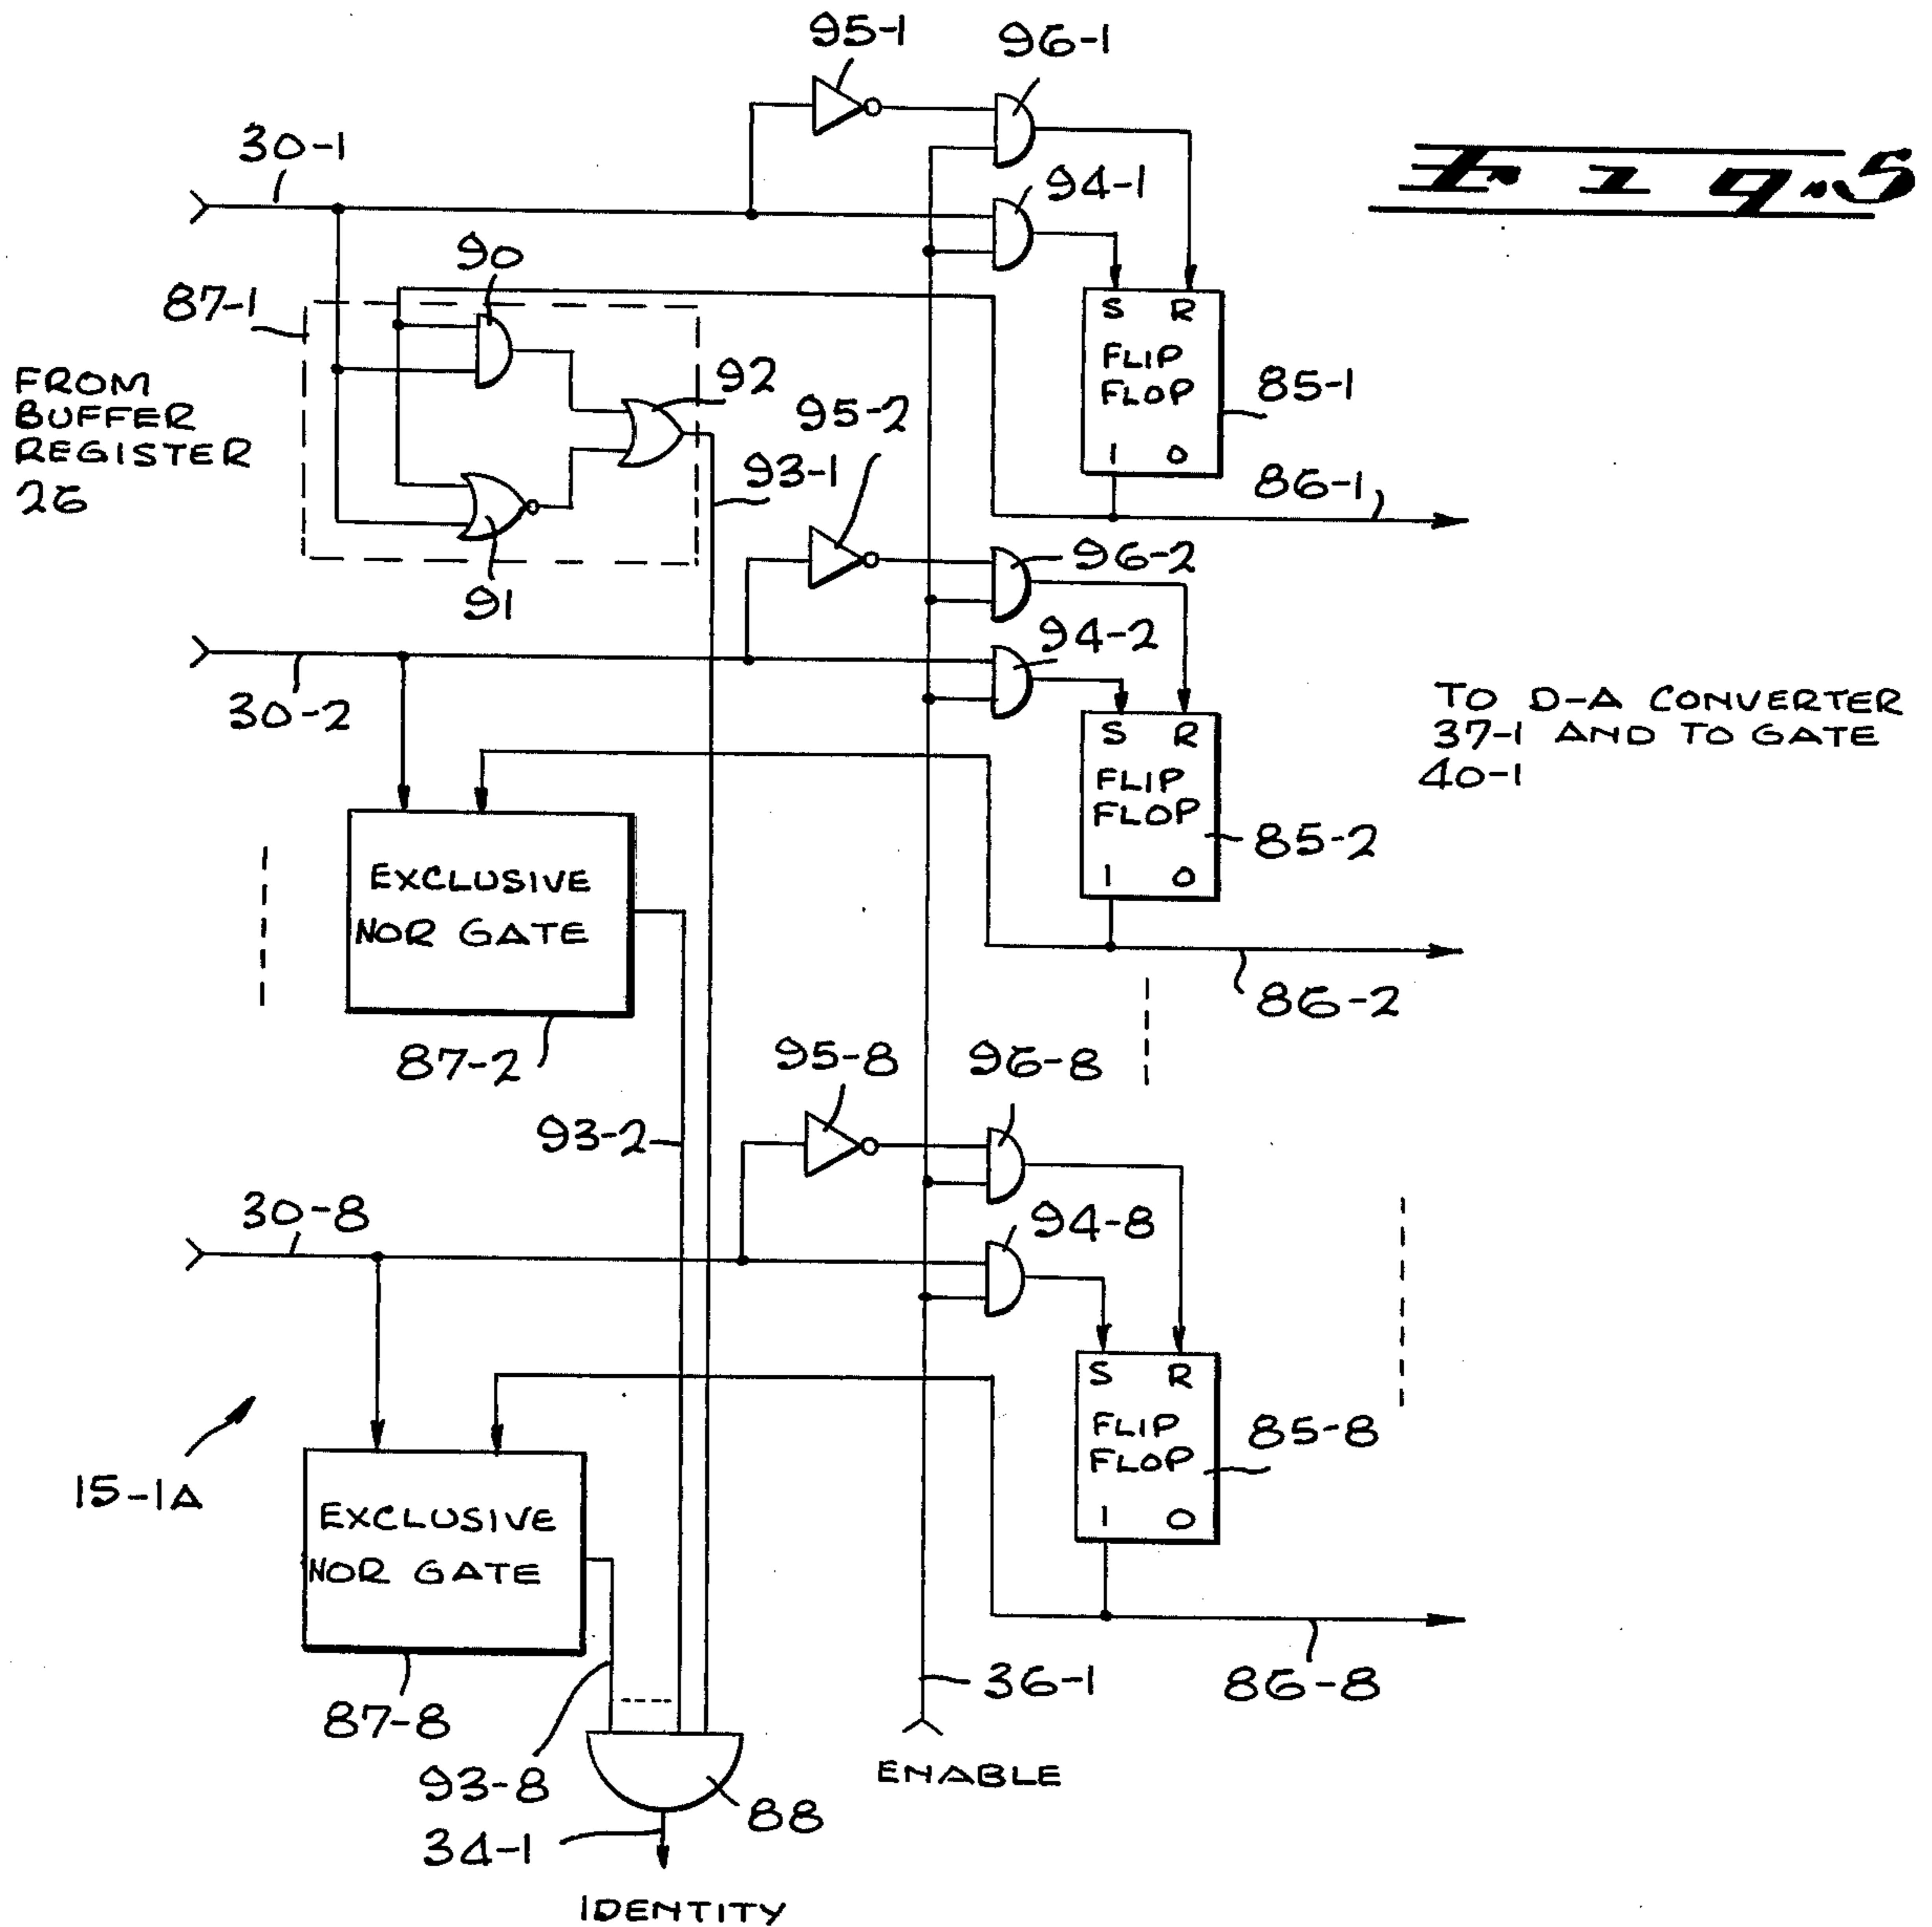 95-1
96-1
30-1
Fig. 5
94-1
90
87-1
S R
FLIP
FLOP
1 0
85-1
92
FROM
BUFFER
REGISTER
26
95-2
93-1
86-1
91
96-2
94-2
30-2
TO D-A CONVERTER
37-1 AND TO GATE
40-1
S R
FLIP
FLOP
1 0
85-2
EXCLUSIVE
NOR GATE
86-2
87-2
95-8
96-8
93-2
30-8
94-8
S R
FLIP
FLOP
1 0
85-8
15-1A
EXCLUSIVE
NOR GATE
36-1
86-8
87-8
93-8
ENABLE
88
34-1
IDENTITY